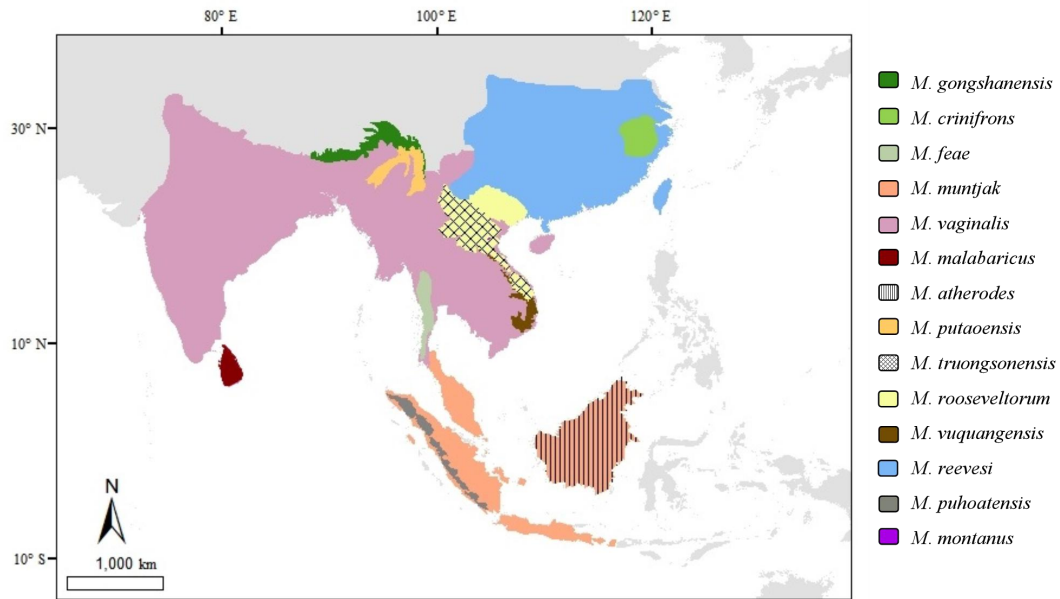 80° E 100° E 120° E
30° N
10° N
10° S
N
1,000 km
M. gongshanensis
M. crinifrons
M. feae
M. muntjak
M. vaginalis
M. malabaricus
M. atherodes
M. putaoensis
M. truongsonensis
M. rooseveltorum
M. vuquangensis
M. reevesi
M. puhoatensis
M. montanus